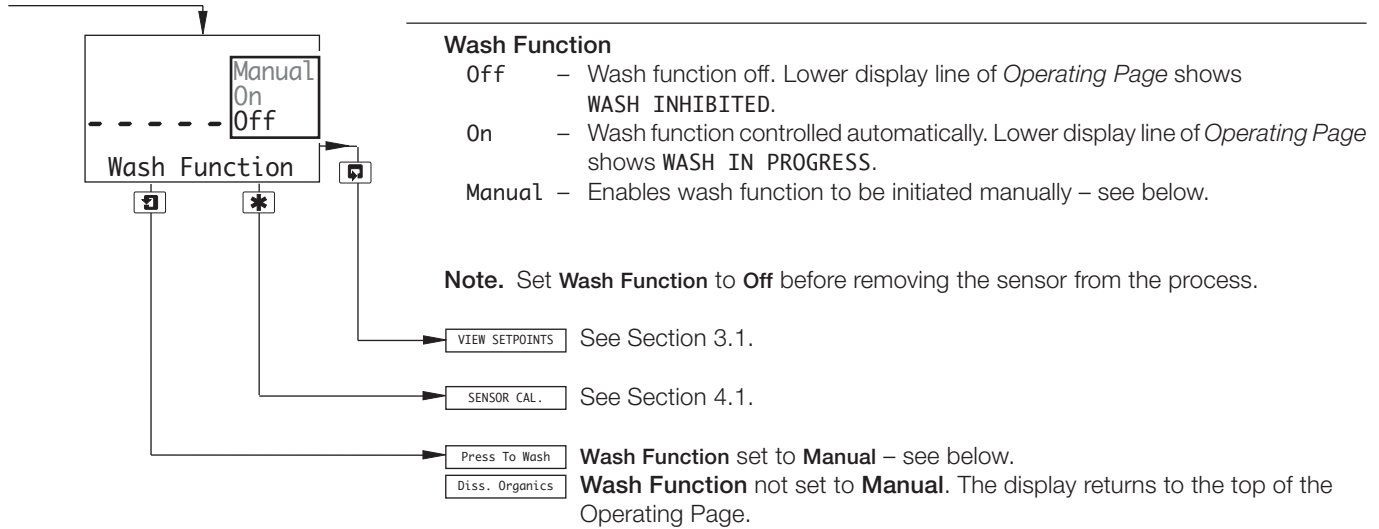 Manual
On
Off
Wash Function
Wash Function
Off – Wash function off. Lower display line of Operating Page shows
WASH INHIBITED.
On – Wash function controlled automatically. Lower display line of Operating Page
shows WASH IN PROGRESS.
Manual – Enables wash function to be initiated manually – see below.
Note. Set Wash Function to Off before removing the sensor from the process.
VIEW SETPOINTS See Section 3.1.
SENSOR CAL. See Section 4.1.
Press To Wash Wash Function set to Manual – see below.
Diss. Organics Wash Function not set to Manual. The display returns to the top of the
Operating Page.